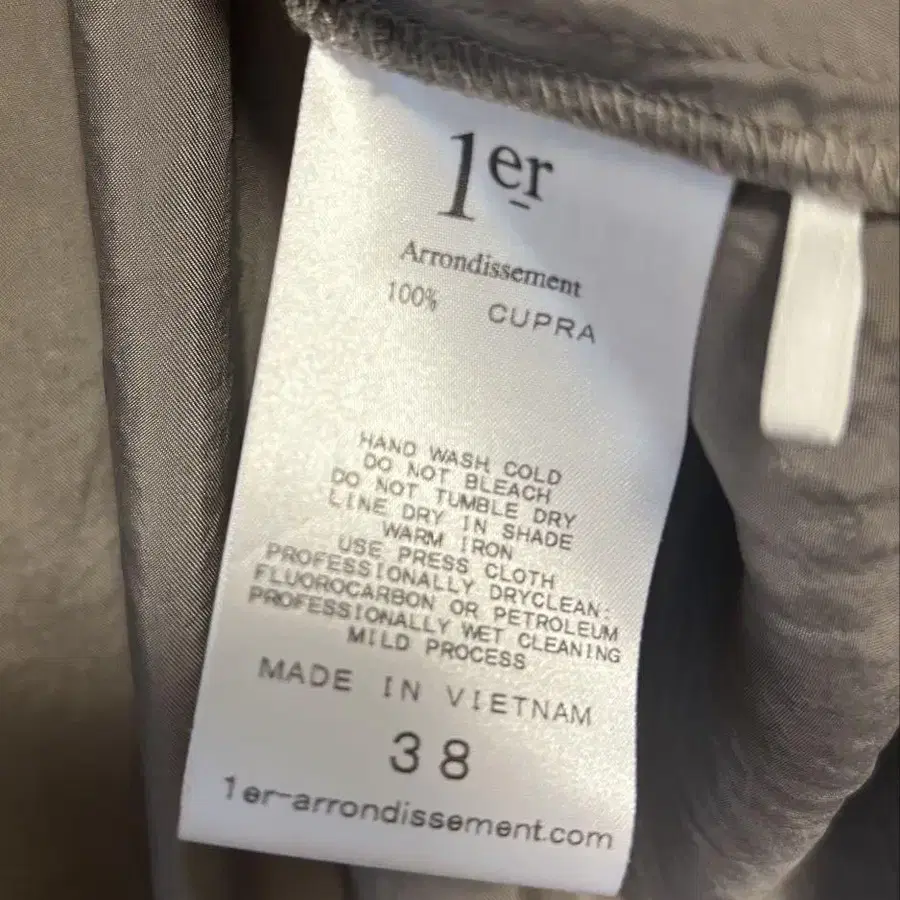 1er
Arrondissement
100% CUPRA
HAND WASH COLD
DO NOT BLEACH
DO NOT TUMBLE DRY
LINE DRY IN SHADE
WARM IRON
USE PRESS CLOTH
PROFESSIONALLY DRYCLEAN:
FLUOROCARBON OR PETROLEUM
PROFESSIONALLY WET CLEANING
MILD PROCESS
MADE IN VIETNAM
38
1er-arrondissement.com